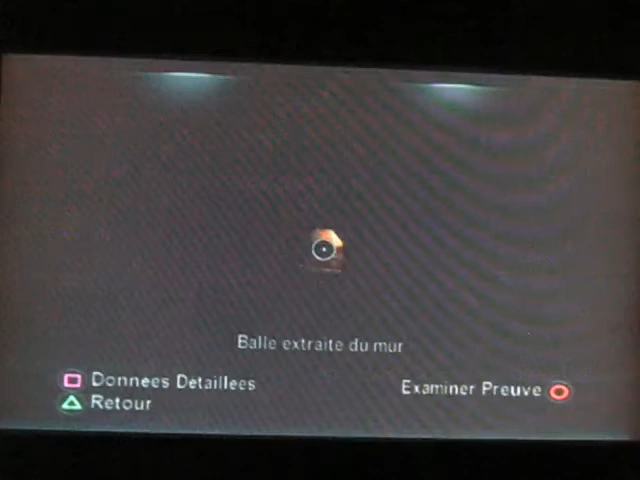 Balle extraite du mur
Donnees Detaillees
Examiner Preuve
Retour